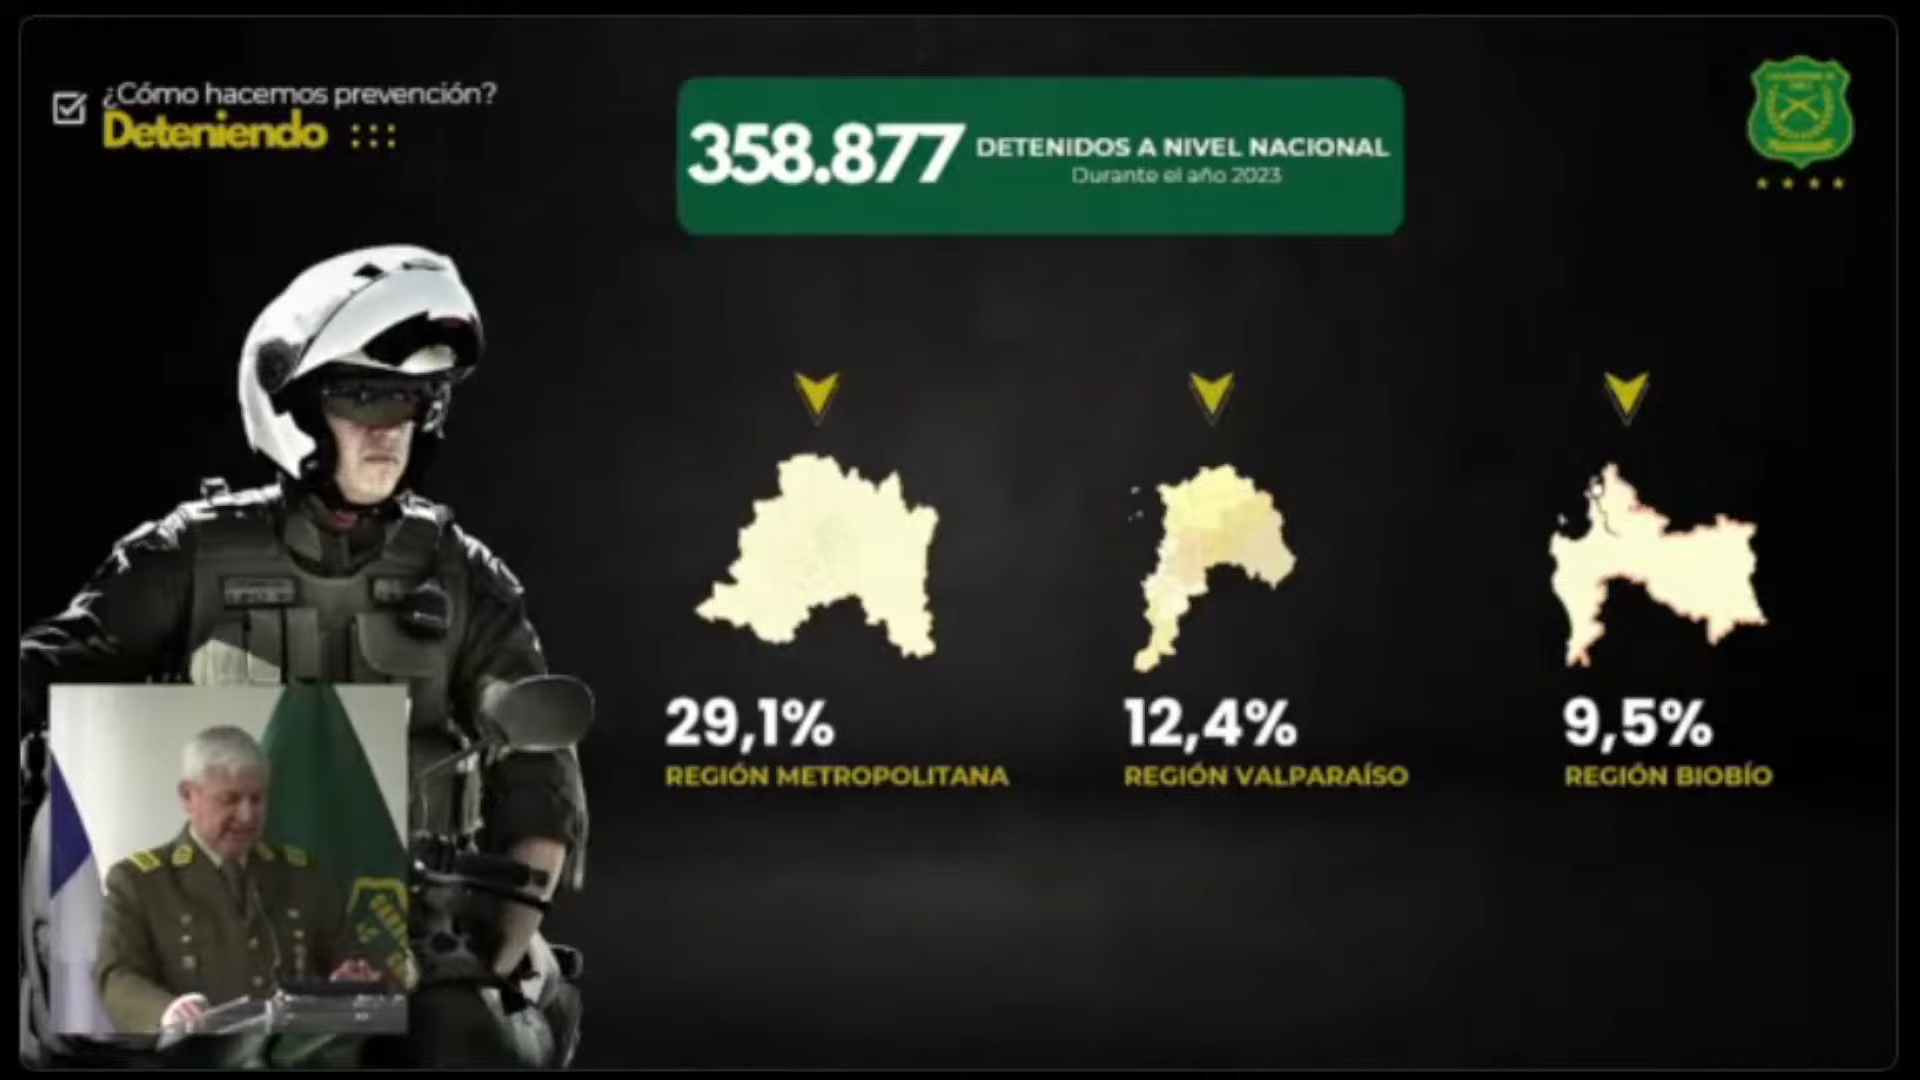 ¿Cómo hacemos prevención?
Deteniendo
358.877 DETENIDOS A NIVEL NACIONAL
Durante el año 2023
29,1%
REGIÓN METROPOLITANA
12,4%
REGIÓN VALPARAÍSO
9,5%
REGIÓN BIOBÍO